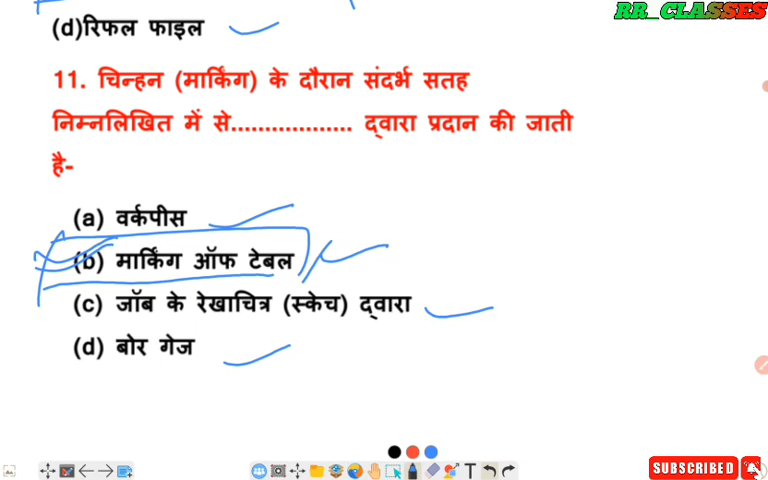 RR_CLASSES
(d)रिफल फाइल
11. चिन्हन (मार्किंग) के दौरान संदर्भ सतह
निम्नलिखित में से................... द्वारा प्रदान की जाती
है-
(a) वर्कपीस
(b) मार्किंग ऑफ टेबल
(c) जॉब के रेखाचित्र (स्केच) द्वारा
(d) बोर गेज
SUBSCRIBED